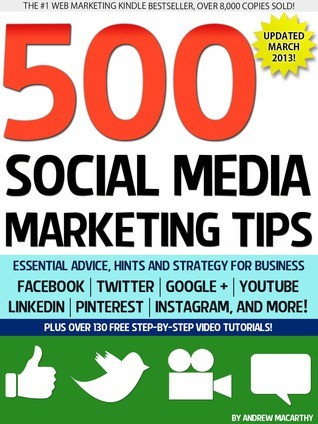 THE #1 WEB MARKETING KINDLE BESTSELLER, OVER 8,000 COPIES SOLD!
UPDATED
MARCH
2013!
500
SOCIAL MEDIA
MARKETING TIPS
ESSENTIAL ADVICE, HINTS AND STRATEGY FOR BUSINESS
FACEBOOK | TWITTER | GOOGLE + | YOUTUBE
LINKEDIN | PINTEREST | INSTAGRAM, AND MORE!
PLUS OVER 130 FREE STEP-BY-STEP VIDEO TUTORIALS!
BY ANDREW MACARTHY